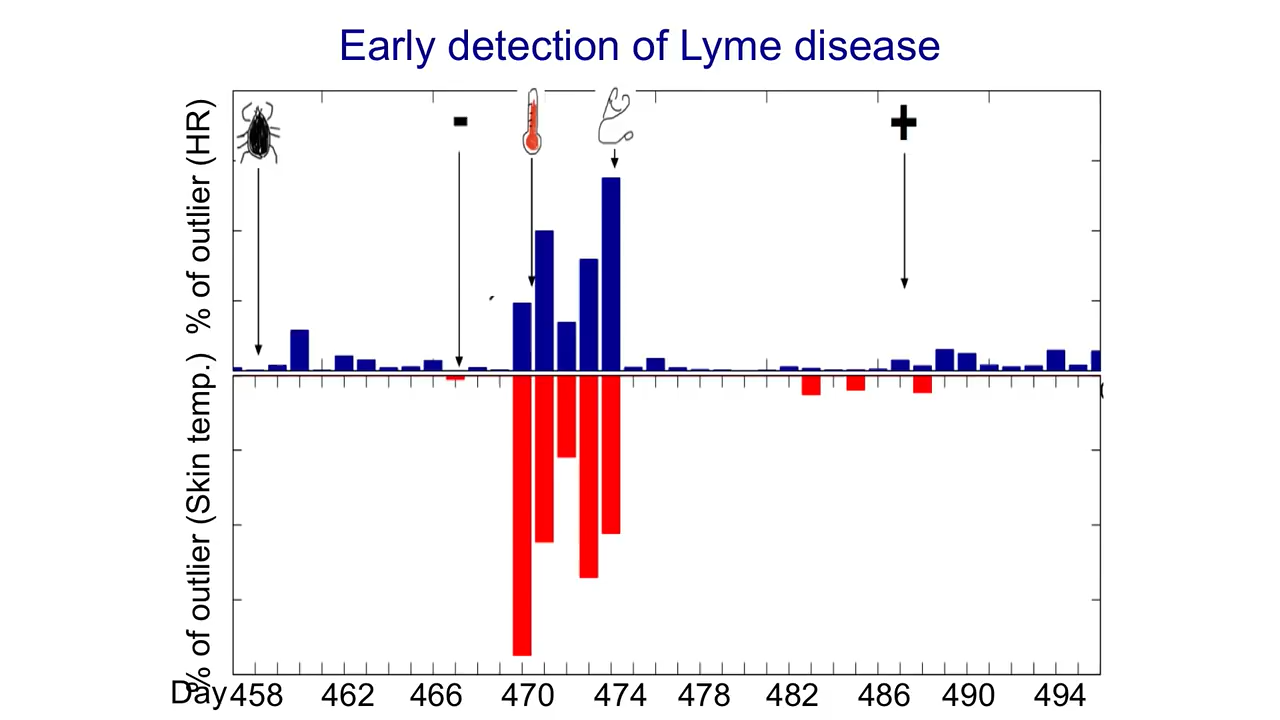 Early detection of Lyme disease
% of outlier (HR)
-
+
% of outlier (Skin temp.)
Day 458 462 466 470 474 478 482 486 490 494